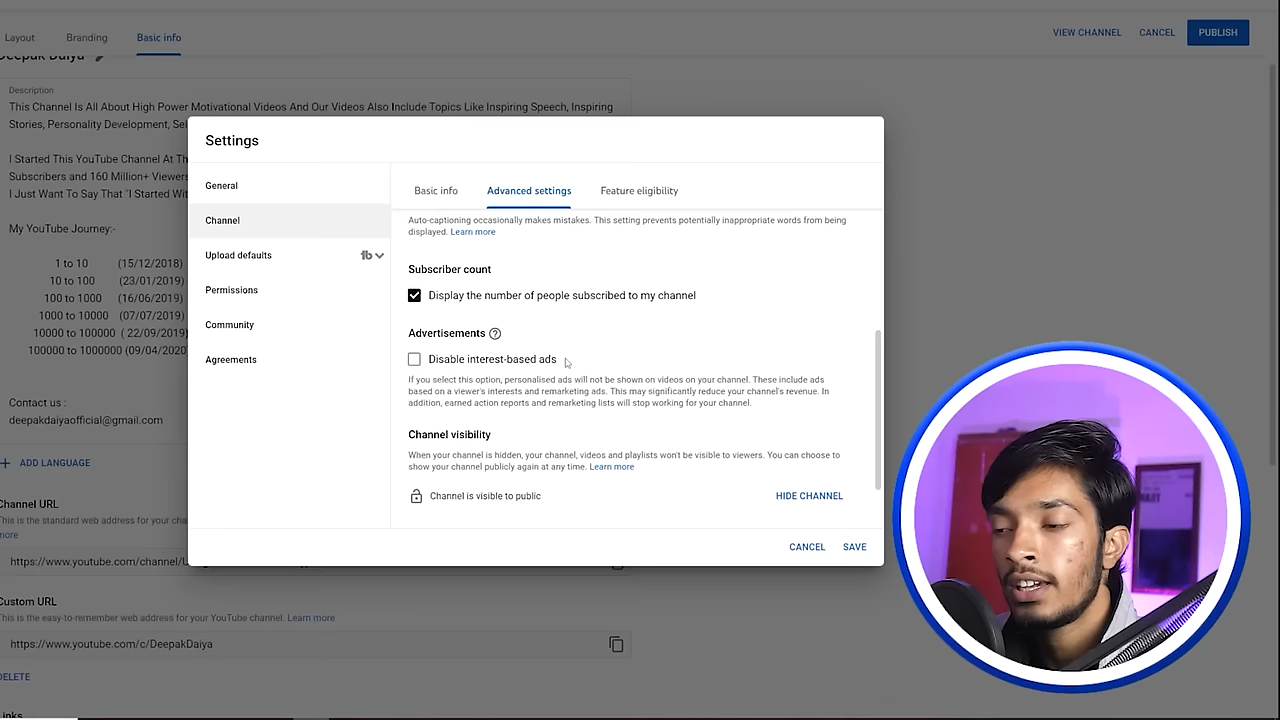 Layout Branding Basic info VIEW CHANNEL CANCEL PUBLISH
Deepak Daiya
Description
This Channel Is All About High Power Motivational Videos And Our Videos Also Include Topics Like Inspiring Speech, Inspiring
Stories, Personality Development,
I Started This YouTube Channel At
Subscribers and 160 Million+ Viewers
I Just Want To Say That "I Started
My YouTube Journey:-
1 to 10 (15/12/2018)
10 to 100 (23/01/2019)
100 to 1000 (16/06/2019)
1000 to 10000 (07/07/2019)
10000 to 100000 ( 22/09/2019)
100000 to 1000000 (09/04/2020)
Contact us :
deepakdaiyaofficial@gmail.com
+ ADD LANGUAGE
Channel URL
This is the standard web address for your
more
https://www.youtube.com/channel/
Custom URL
This is the easy-to-remember web address for your YouTube channel. Learn more
https://www.youtube.com/c/DeepakDaiya
DELETE
Links
Settings
General
Channel
Upload defaults
Permissions
Community
Agreements
Basic info Advanced settings Feature eligibility
Auto-captioning occasionally makes mistakes. This setting prevents potentially inappropriate words from being
displayed. Learn more
Subscriber count
Display the number of people subscribed to my channel
Advertisements
Disable interest-based ads
If you select this option, personalised ads will not be shown on videos on your channel. These include ads
based on a viewer's interests and remarketing ads. This may significantly reduce your channel's revenue. In
addition, earned action reports and remarketing lists will stop working for your channel.
Channel visibility
When your channel is hidden, your channel, videos and playlists won't be visible to viewers. You can choose to
show your channel publicly again at any time. Learn more
Channel is visible to public HIDE CHANNEL
CANCEL SAVE